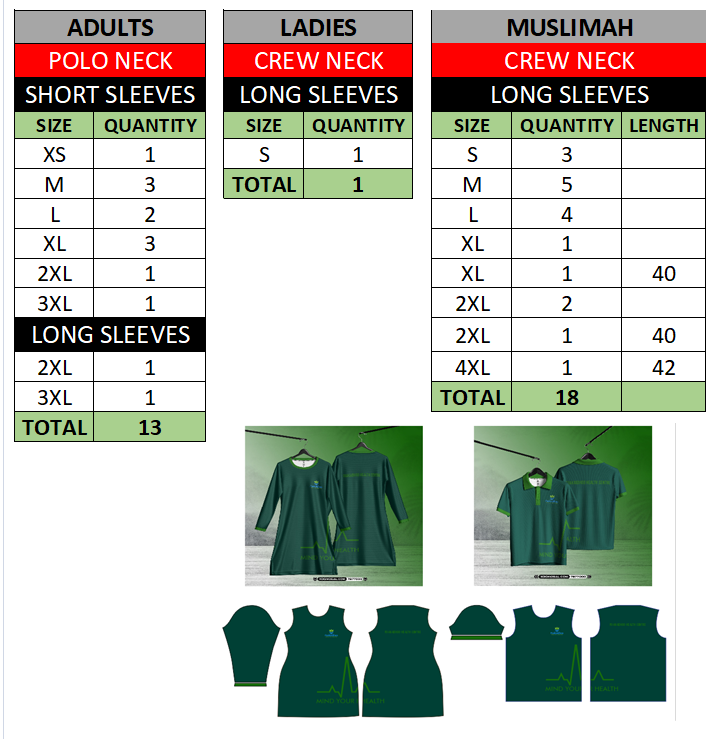 ADULTS
POLO NECK
SHORT SLEEVES
SIZE QUANTITY
XS 1
M 3
L 2
XL 3
2XL 1
3XL 1
LONG SLEEVES
2XL 1
3XL 1
TOTAL 13
LADIES
CREW NECK
LONG SLEEVES
SIZE QUANTITY
S 1
TOTAL 1
MUSLIMAH
CREW NECK
LONG SLEEVES
SIZE QUANTITY LENGTH
S 3
M 5
L 4
XL 1
XL 1 40
2XL 2
2XL 1 40
4XL 1 42
TOTAL 18
MIND YOUR HEALTH
MIND YOUR HEALTH
MIND YOUR HEALTH
MIND YOUR HEALTH